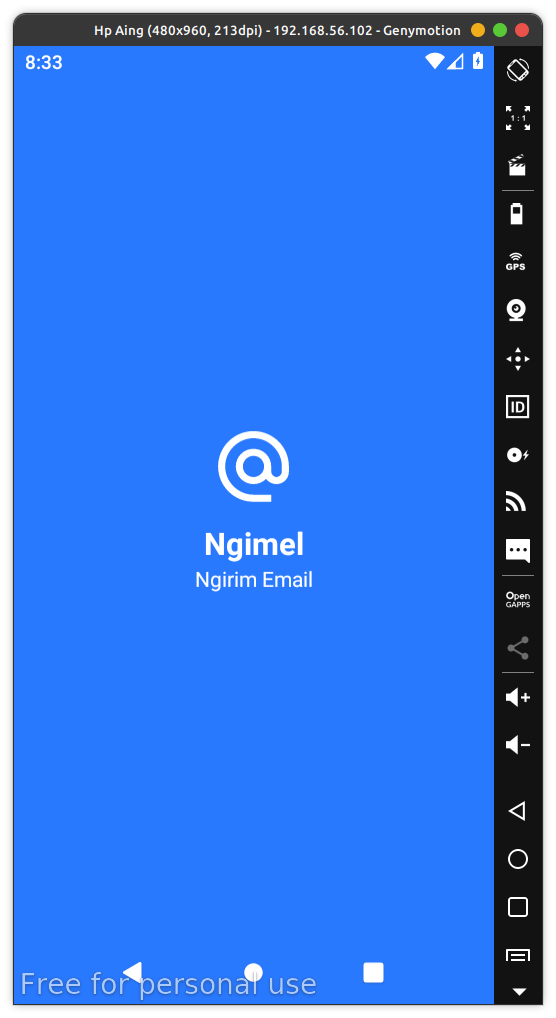 Hp Aing (480x960, 213dpi) - 192.168.56.102 - Genymotion
8:33
1 : 1
GPS
ID
@
Ngimel
Ngirim Email
Open
GAPPS
Free for personal use